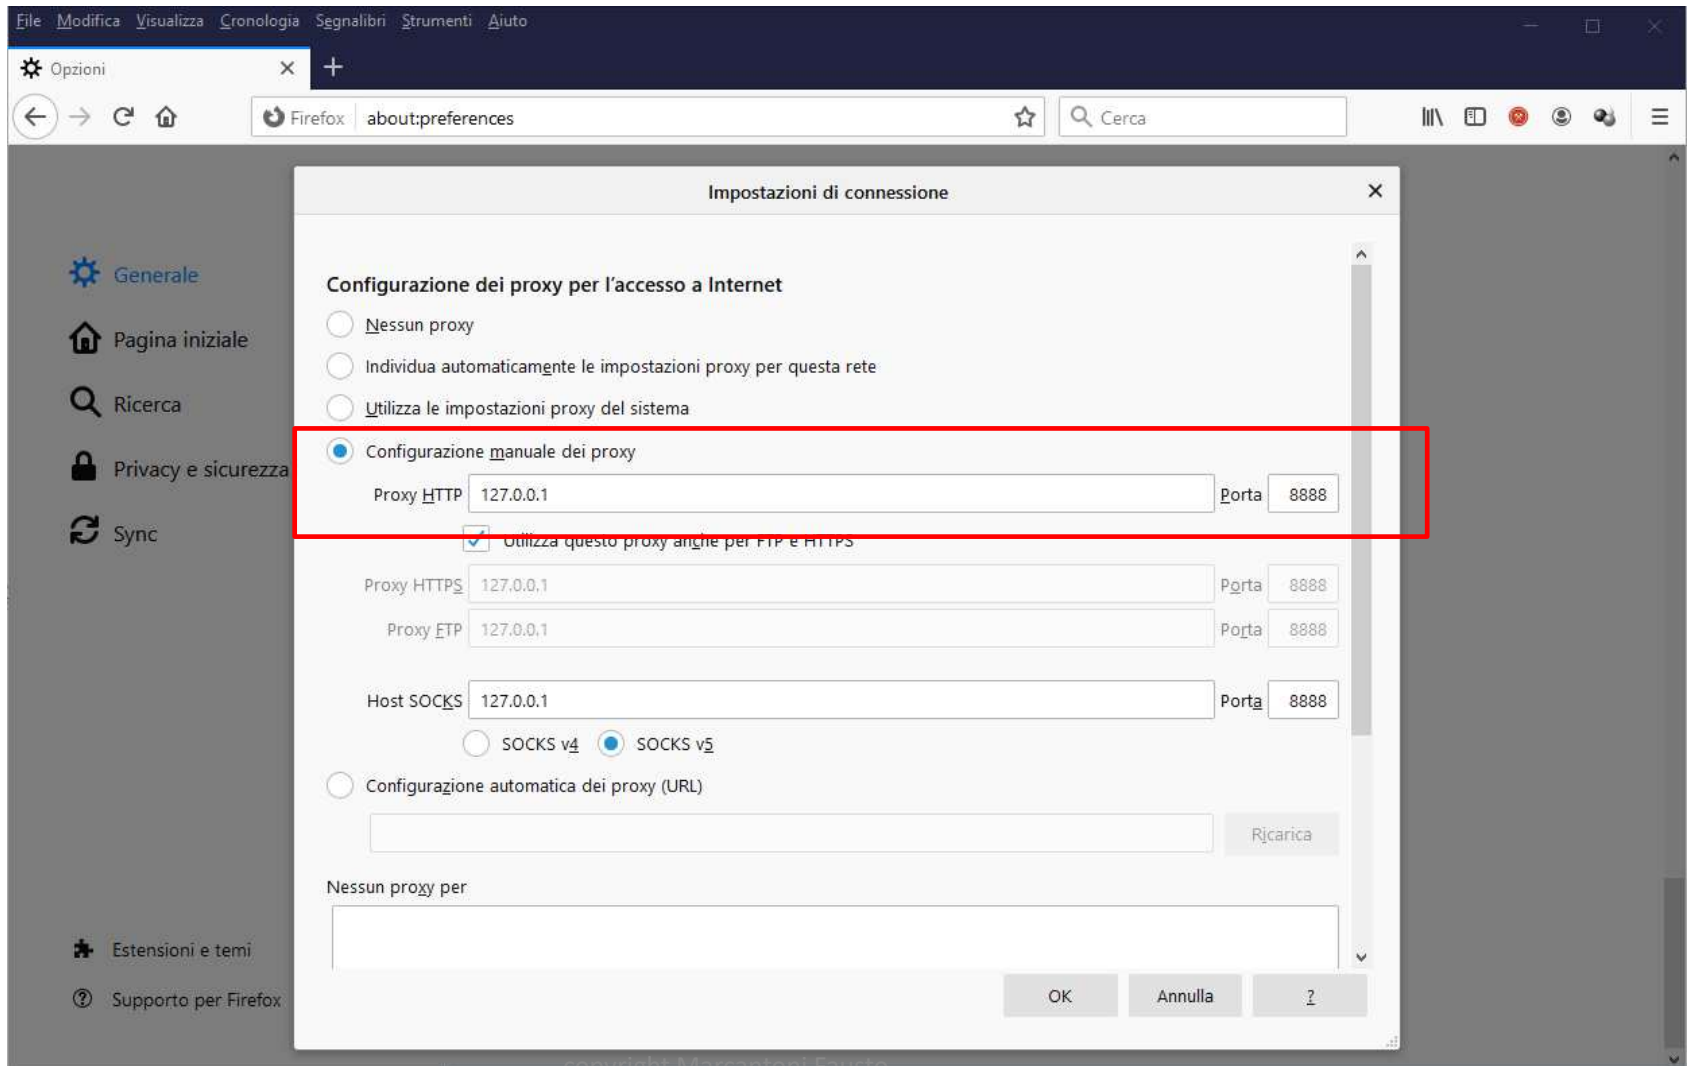 File Modifica Visualizza Cronologia Segnalibri Strumenti Aiuto
Opzioni
Firefox about:preferences Cerca
Impostazioni di connessione
Generale
Pagina iniziale
Ricerca
Privacy e sicurezza
Sync
Estensioni e temi
Supporto per Firefox
Configurazione dei proxy per l'accesso a Internet
Nessun proxy
Individua automaticamente le impostazioni proxy per questa rete
Utilizza le impostazioni proxy del sistema
Configurazione manuale dei proxy
Proxy HTTP 127.0.0.1 Porta 8888
Utilizza questo proxy anche per FTP e HTTPS
Proxy HTTPS 127.0.0.1 Porta 8888
Proxy FTP 127.0.0.1 Porta 8888
Host SOCKS 127.0.0.1 Porta 8888
SOCKS v4 SOCKS v5
Configurazione automatica dei proxy (URL)
Ricarica
Nessun proxy per
OK Annulla ?
copyright Marcantoni Fausto